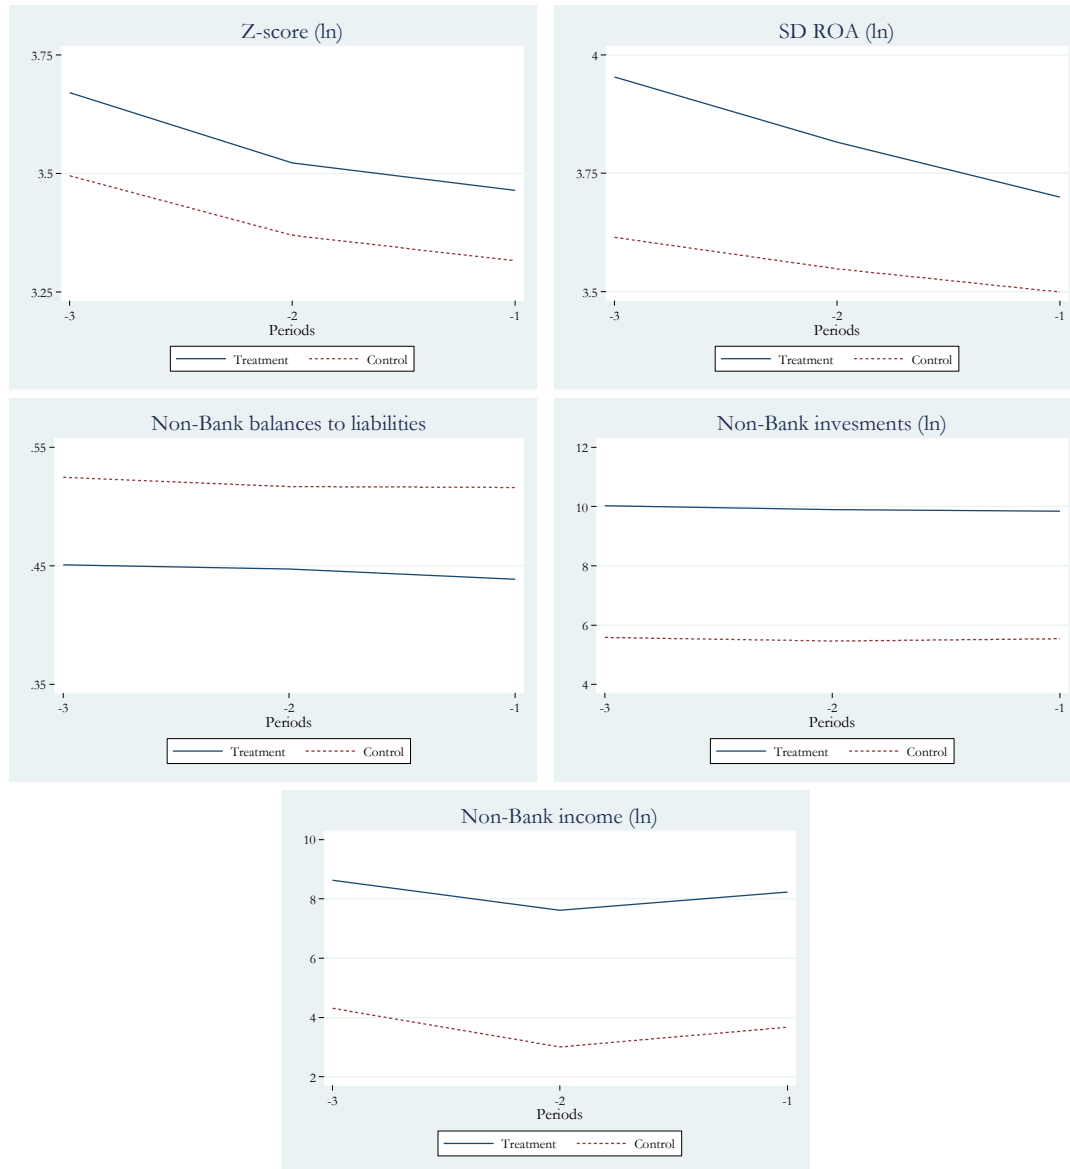 Z-score (ln)
3.75
3.5
3.25
-3 -2 -1
Periods
Treatment Control
SD ROA (ln)
4
3.75
3.5
-3 -2 -1
Periods
Treatment Control
Non-Bank balances to liabilities
.55
.45
.35
-3 -2 -1
Periods
Treatment Control
Non-Bank invesments (ln)
12
10
8
6
4
-3 -2 -1
Periods
Treatment Control
Non-Bank income (ln)
10
8
6
4
2
-3 -2 -1
Periods
Treatment Control